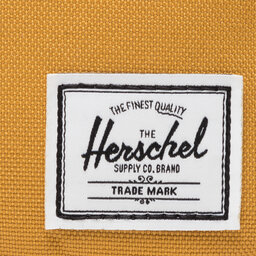 THE FINEST QUALITY
THE
Herschel
SUPPLY CO. BRAND
TRADE MARK